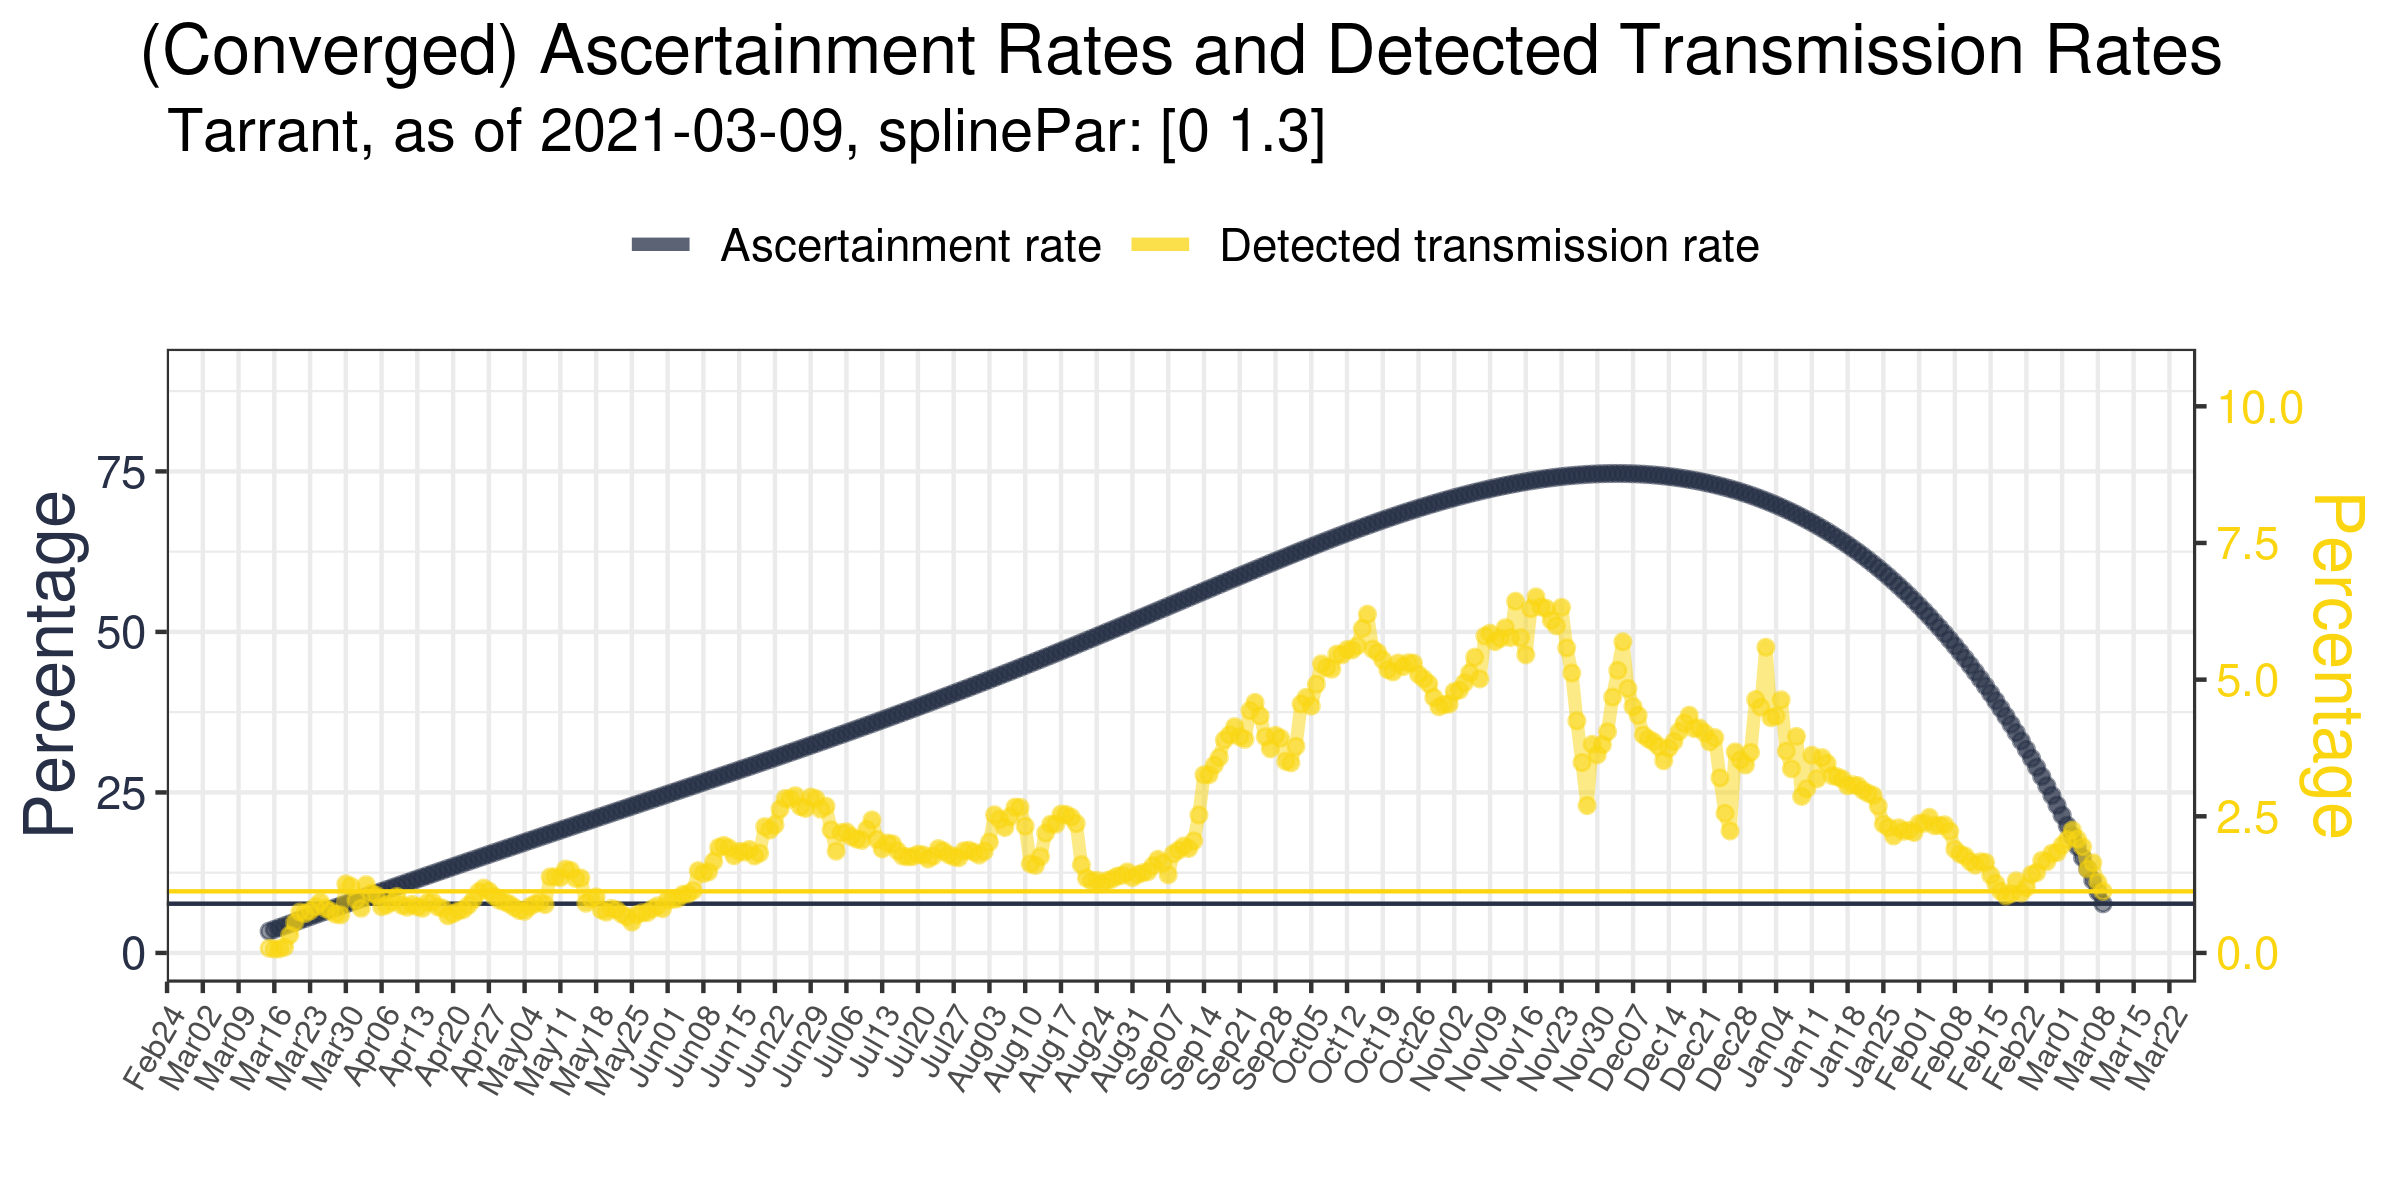 (Converged) Ascertainment Rates and Detected Transmission Rates
Tarrant, as of 2021-03-09, splinePar: [0 1.3]
Ascertainment rate
Detected transmission rate
Percentage
75
50
25
0
10.0
7.5
5.0
2.5
0.0
Percentage
Feb24
Mar02
Mar09
Mar16
Mar23
Mar30
Apr06
Apr13
Apr20
Apr27
May04
May11
May18
May25
Jun01
Jun08
Jun15
Jun22
Jun29
Jul06
Jul13
Jul20
Jul27
Aug03
Aug10
Aug17
Aug24
Aug31
Sep07
Sep14
Sep21
Sep28
Oct05
Oct12
Oct19
Oct26
Nov02
Nov09
Nov16
Nov23
Nov30
Dec07
Dec14
Dec21
Dec28
Jan04
Jan11
Jan18
Jan25
Feb01
Feb08
Feb15
Feb22
Mar01
Mar08
Mar15
Mar22